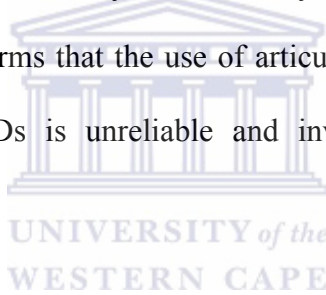 rms that the use of articu
Ds is unreliable and inv
UNIVERSITY of the
WESTERN CAPE